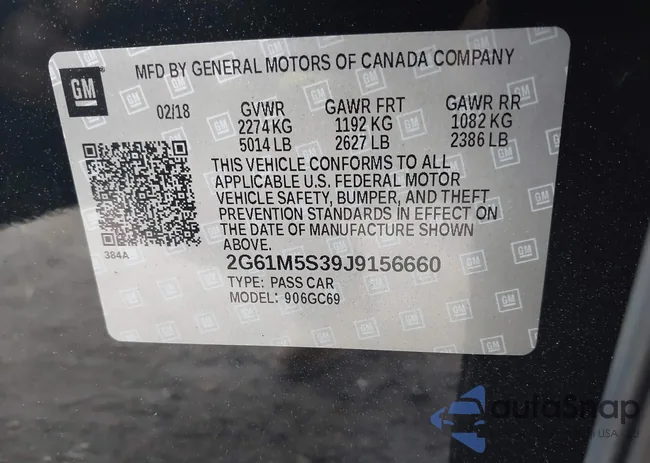 GM
MFD BY GENERAL MOTORS OF CANADA COMPANY
02/18 GVWR GAWR FRT GAWR RR
2274 KG 1192 KG 1082 KG
5014 LB 2627 LB 2386 LB
THIS VEHICLE CONFORMS TO ALL
APPLICABLE U.S. FEDERAL MOTOR
VEHICLE SAFETY, BUMPER, AND THEFT
PREVENTION STANDARDS IN EFFECT ON
THE DATE OF MANUFACTURE SHOWN
ABOVE.
384A
2G61M5S39J9156660
TYPE: PASS CAR
MODEL: 906GC69
autoSnap